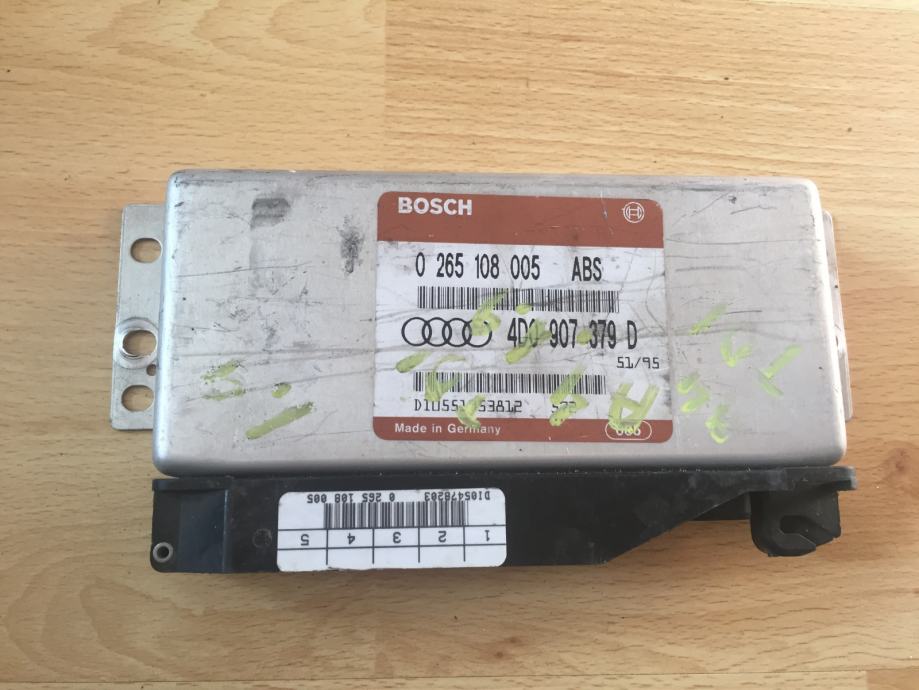 BOSCH
0 265 108 005 ABS
4D0 907 379 D
51/95
Made in Germany
D105478203 0 265 108 005
1 2 3 4 5